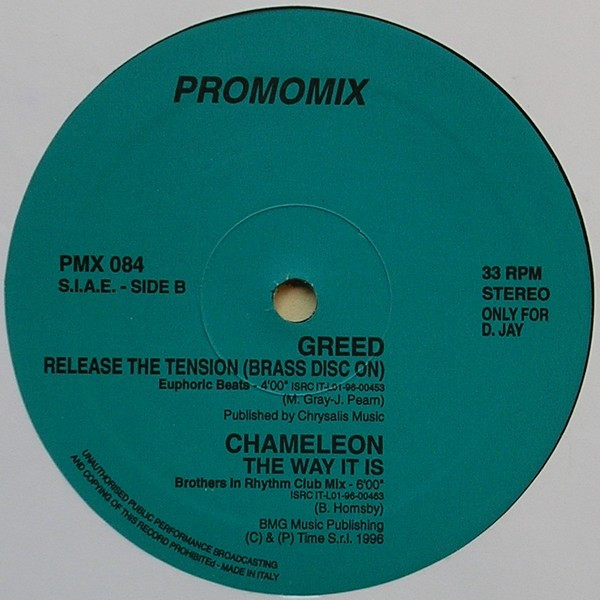 PROMOMIX
PMX 084
S.I.A.E. - SIDE B
33 RPM
STEREO
ONLY FOR
D. JAY
GREED
RELEASE THE TENSION (BRASS DISC ON)
Euphoric Beats - 4'00" ISRC IT-L01-96-00453
(M. Gray-J. Pearn)
Published by Chrysalis Music
CHAMELEON
THE WAY IT IS
Brothers in Rhythm Club Mix - 6'00"
ISRC IT-L01-96-00463
(B. Hornsby)
BMG Music Publishing
(C) & (P) Time S.r.l. 1996
UNAUTHORISED PUBLIC PERFORMANCE BROADCASTING
AND COPYING OF THIS RECORD PROHIBITEd - MADE IN ITALY